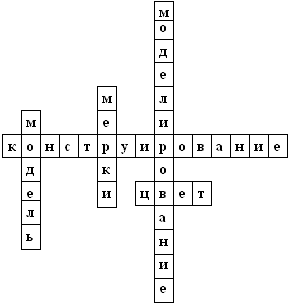 моделирование
мерки
модель
конструирование
цвет